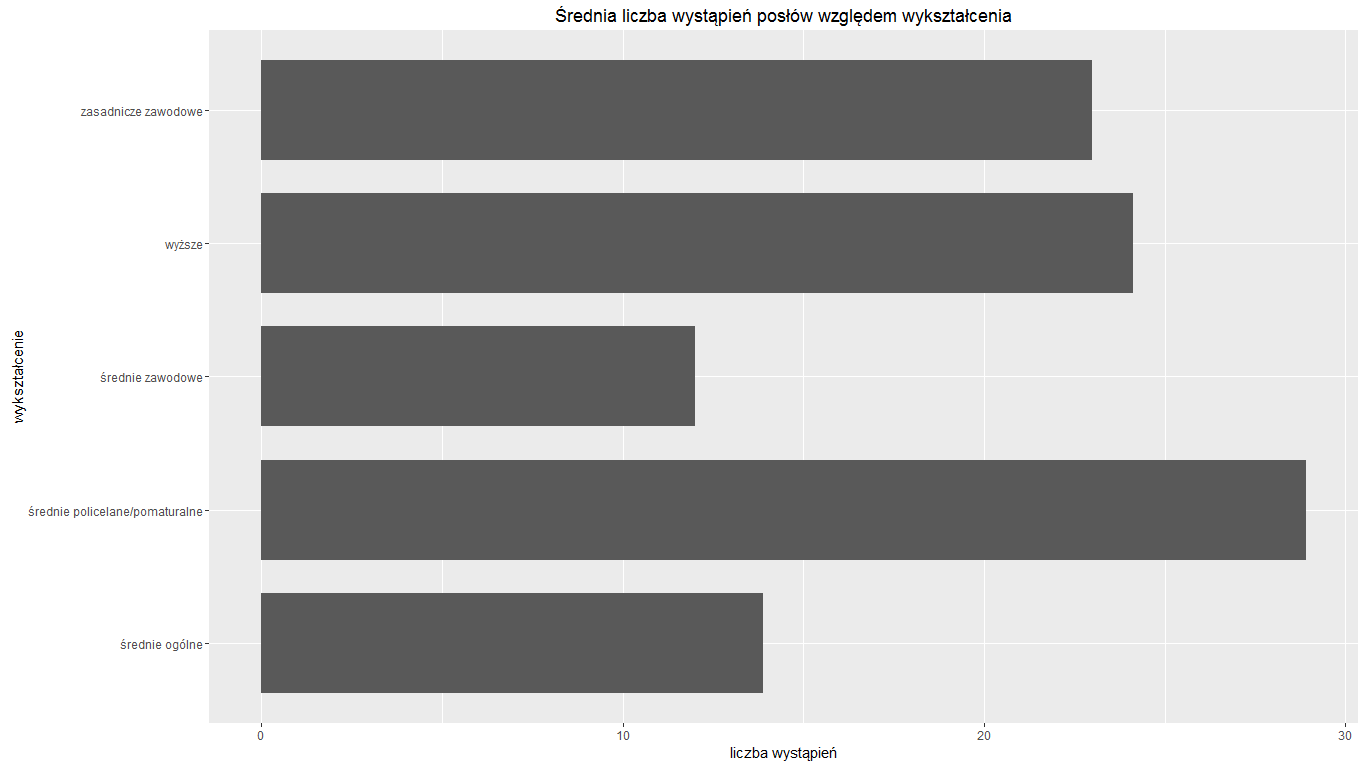 Średnia liczba wystąpień posłów względem wykształcenia
zasadnicze zawodowe
wyższe
średnie zawodowe
średnie policelane/pomaturalne
średnie ogólne
wykształcenie
0 10 20 30
liczba wystąpień